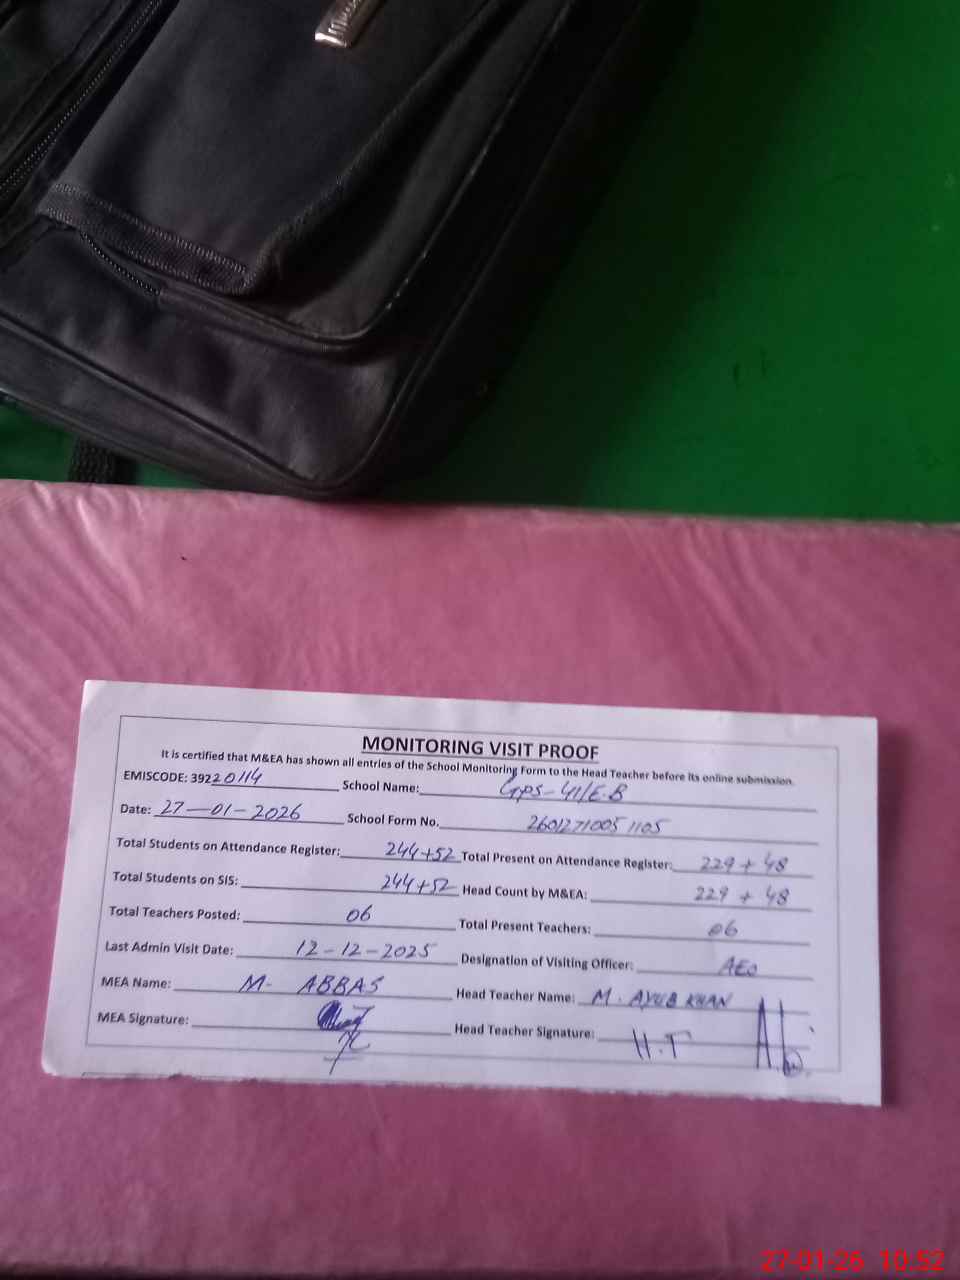 MONITORING VISIT PROOF
It is certified that M&EA has shown all entries of the School Monitoring Form to the Head Teacher before its online submission.
EMISCODE: 39220114 School Name: GPS-41/E-B
Date: 27-01-2026 School Form No. 26012710051105
Total Students on Attendance Register: 244+52 Total Present on Attendance Register: 229 + 48
Total Students on SIS: 244+52 Head Count by M&EA: 229 + 48
Total Teachers Posted: 06 Total Present Teachers: 06
Last Admin Visit Date: 12-12-2025 Designation of Visiting Officer: AEO
MEA Name: M. ABBAS Head Teacher Name: M. AYUB KHAN
MEA Signature: Head Teacher Signature: H.T
27-01-26 10:52